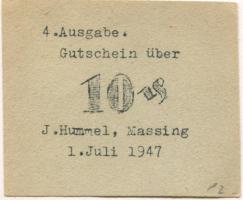 4.Ausgabe.
Gutschein über
10 ₰
J.Hummel, Massing
1.Juli 1947